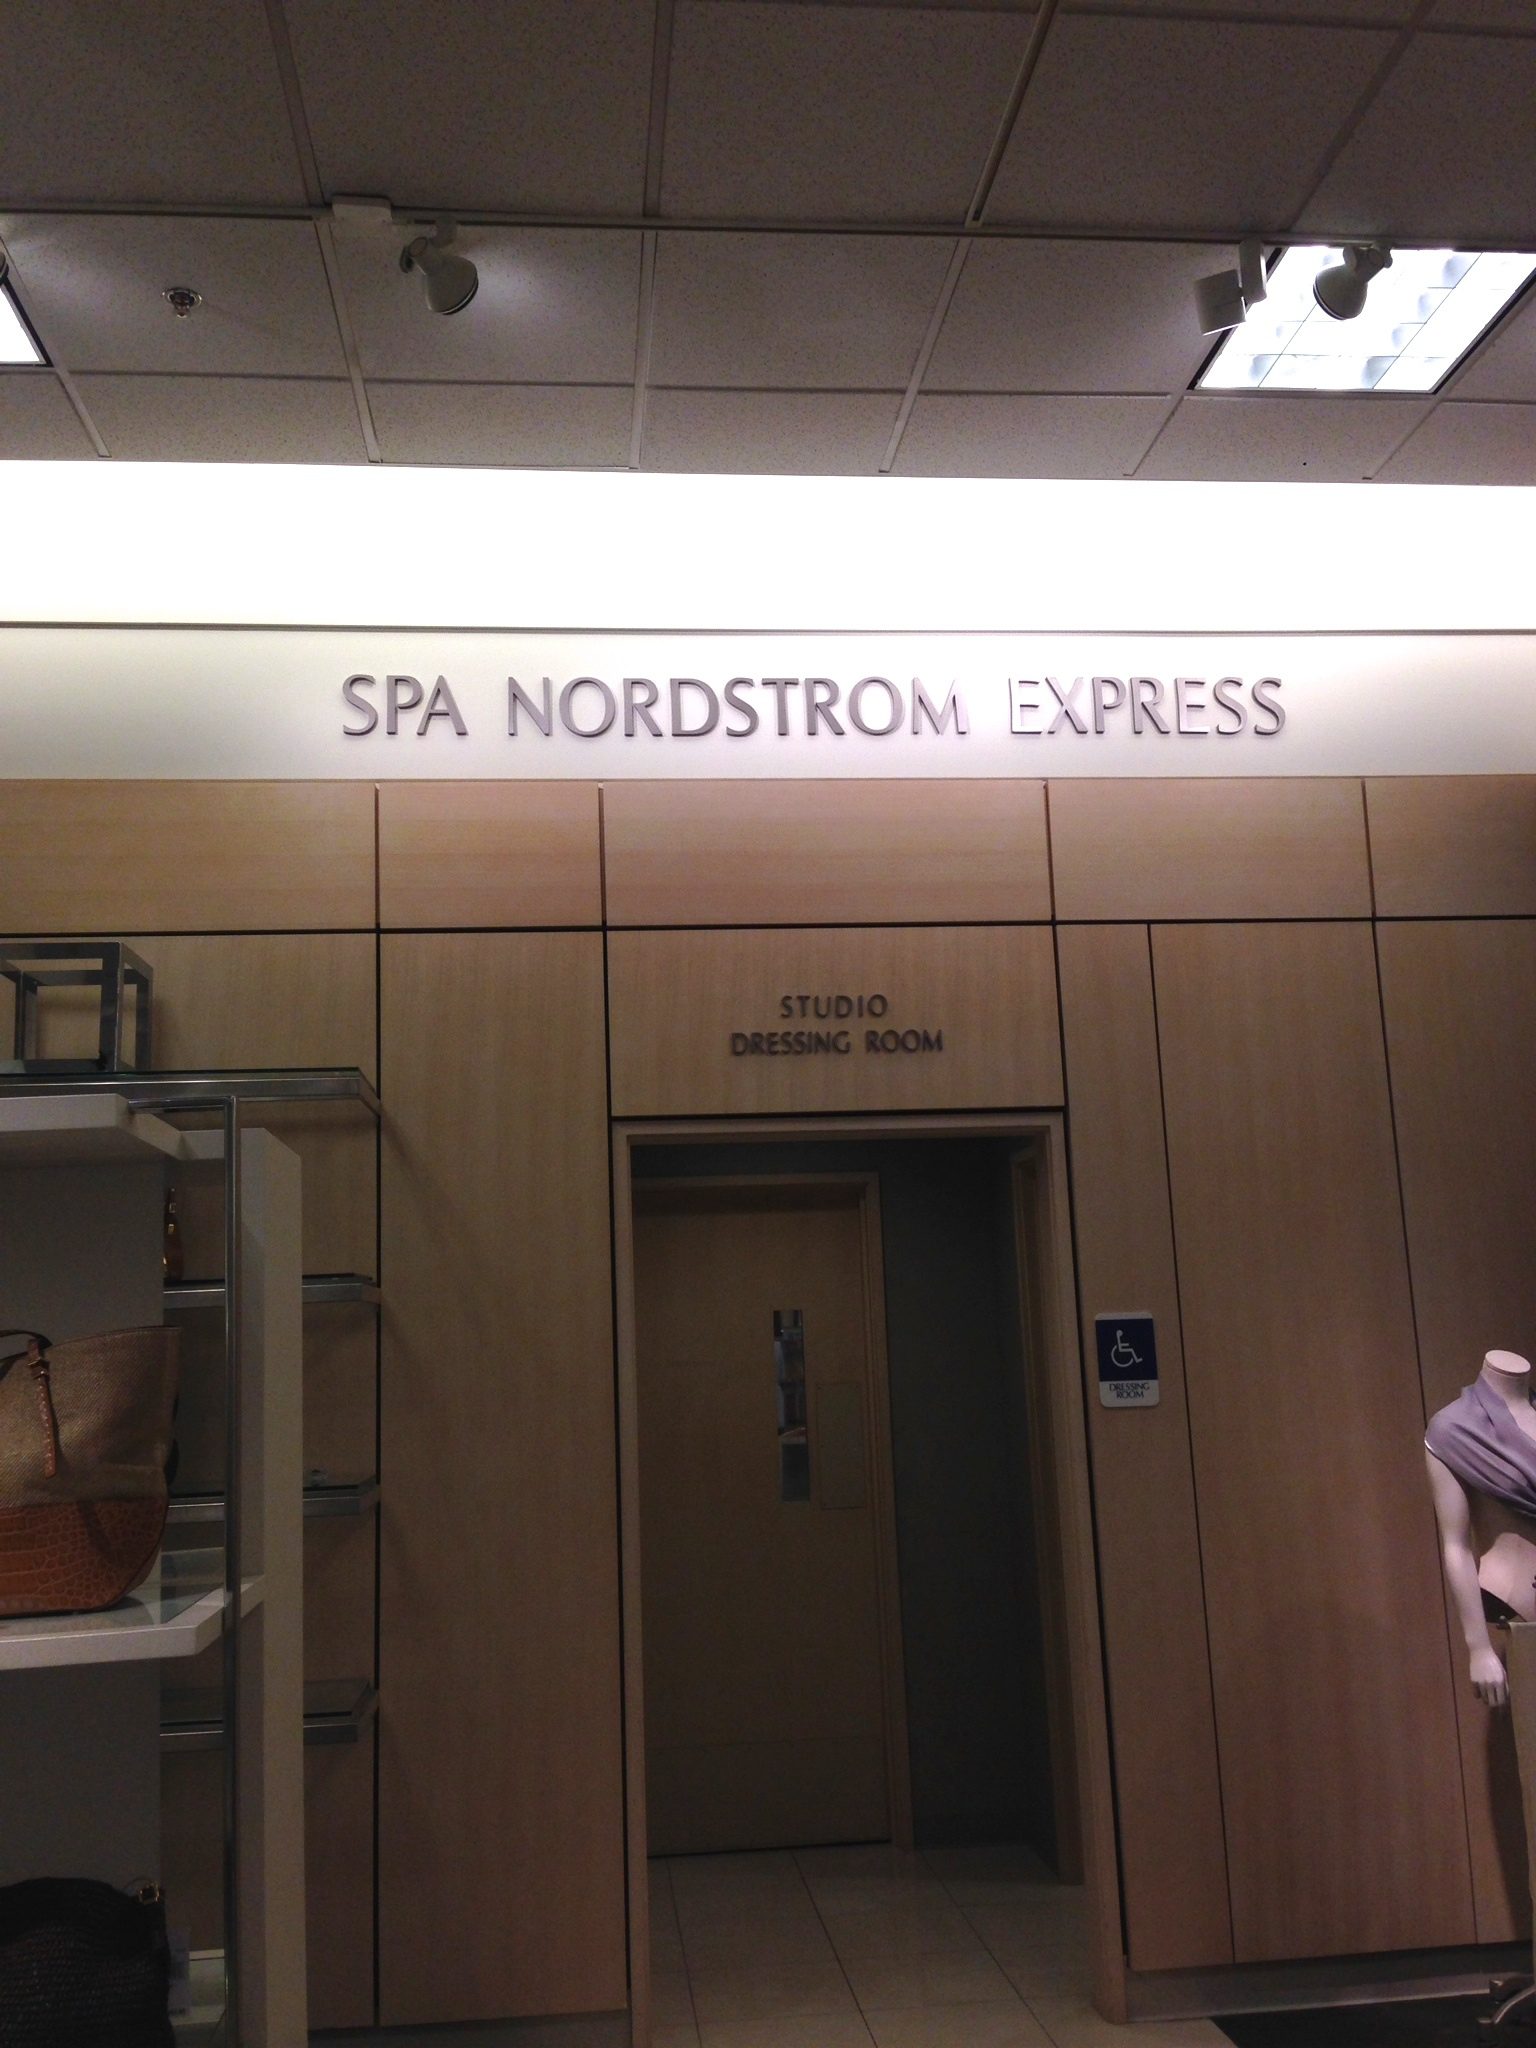 SPA NORDSTROM EXPRESS
STUDIO
DRESSING ROOM
DRESSING
ROOM